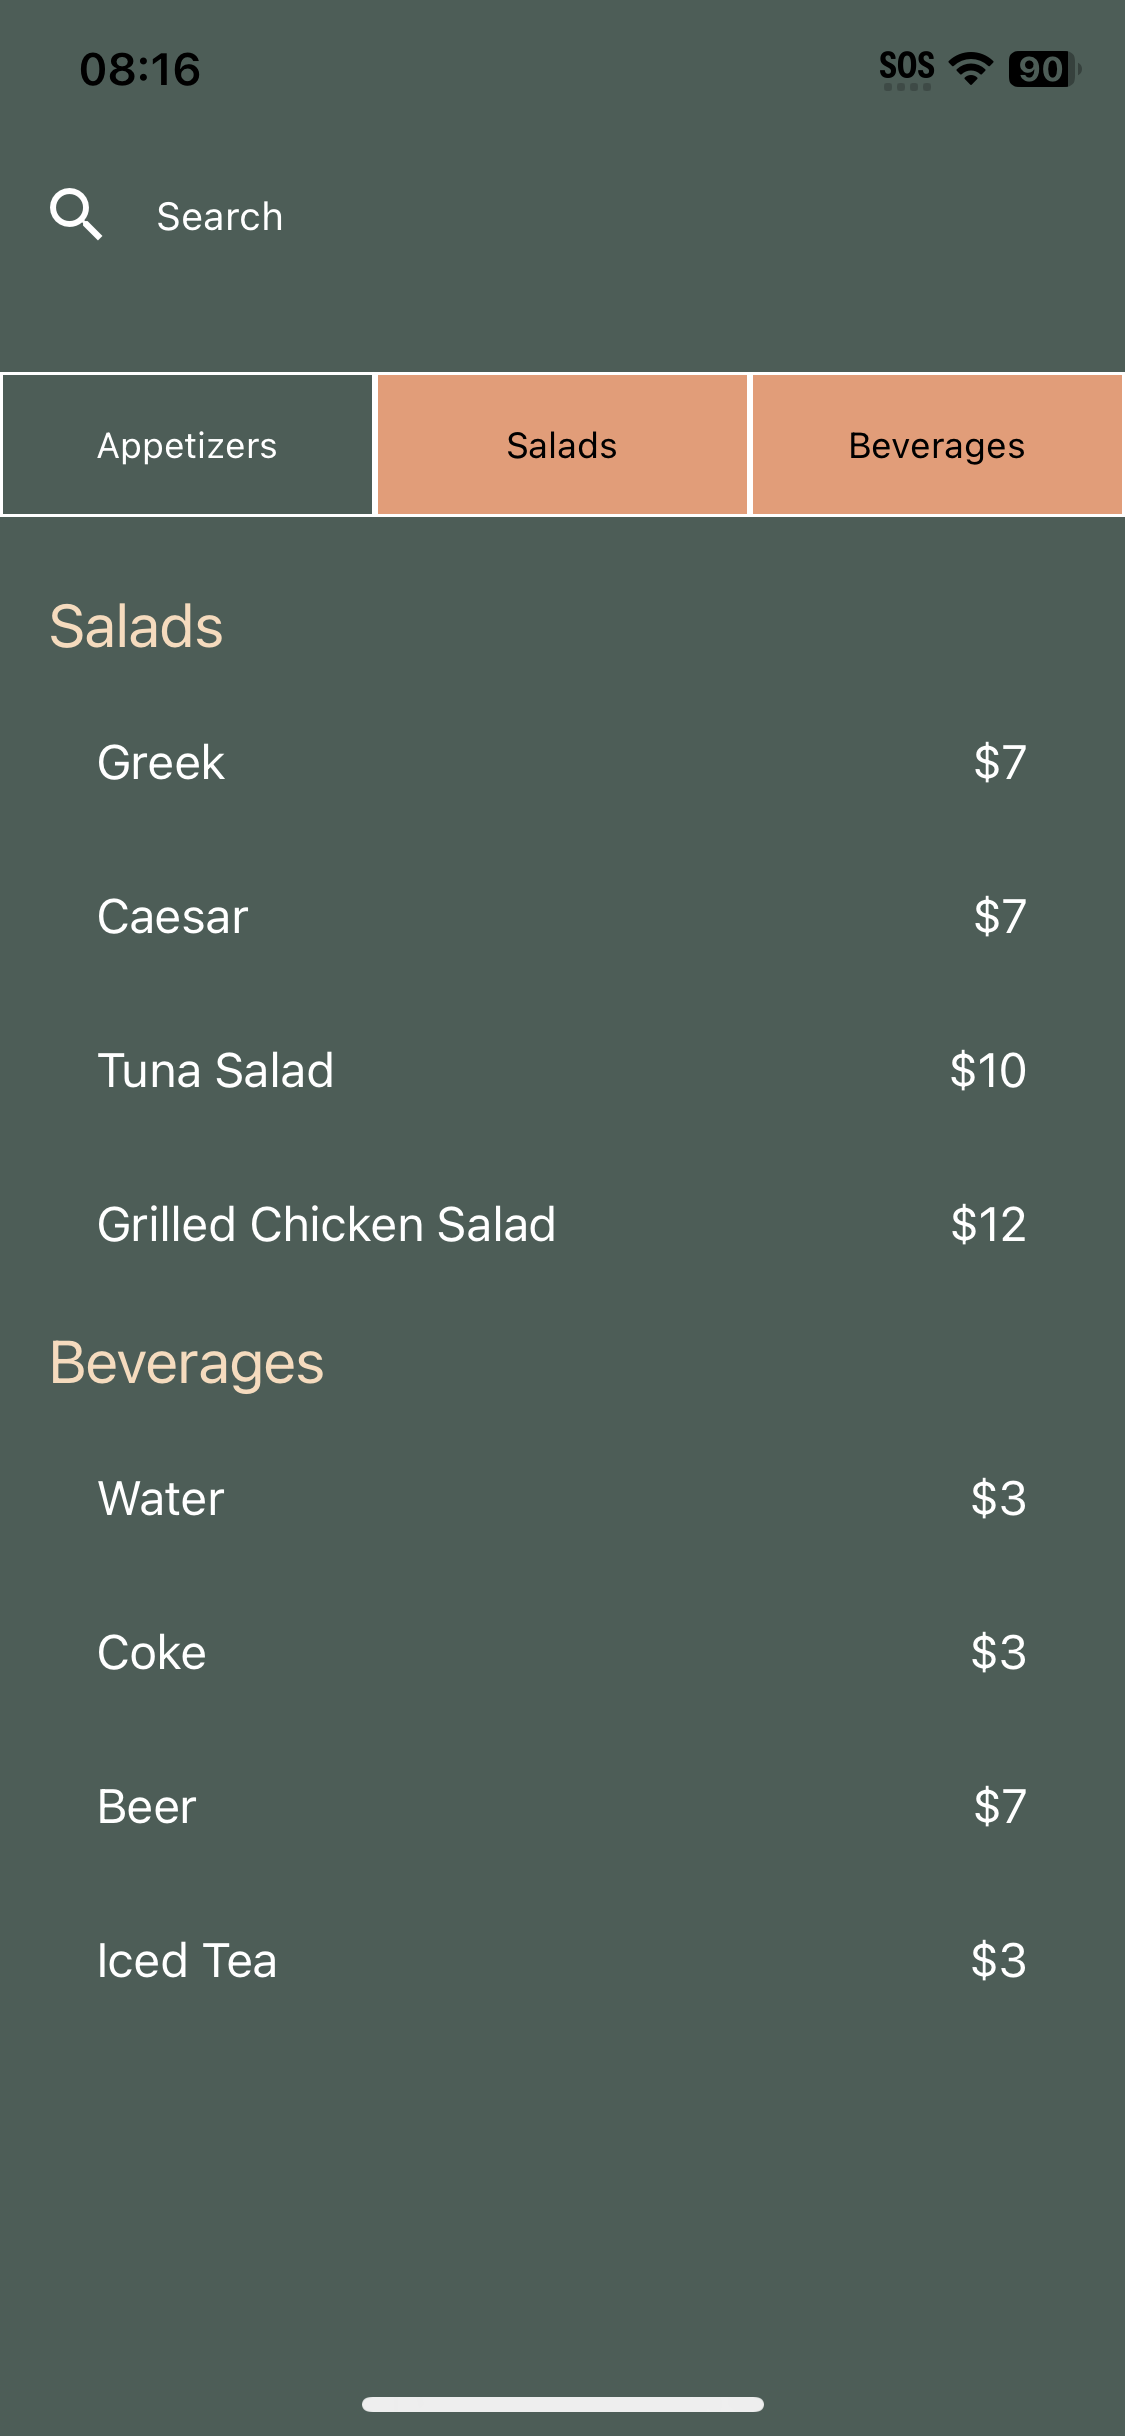 08:16 SOS 90
Search
Appetizers Salads Beverages
Salads
Greek $7
Caesar $7
Tuna Salad $10
Grilled Chicken Salad $12
Beverages
Water $3
Coke $3
Beer $7
Iced Tea $3